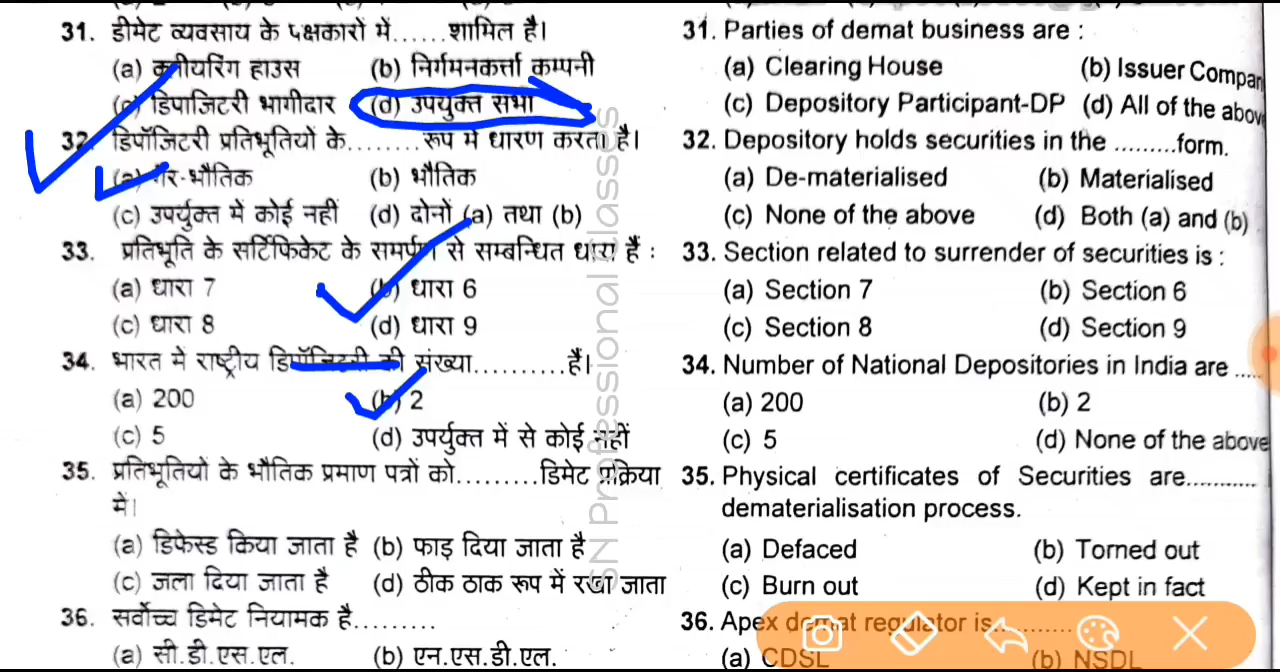 31. डीमेट व्यवसाय के पक्षकारों में......शामिल है।
(a) क्लीयरिंग हाउस (b) निर्गमनकर्त्ता कम्पनी
(c) डिपाजिटरी भागीदार (d) उपयुक्त सभी
32. डिपॉजिटरी प्रतिभूतियों के........रूप में धारण करता है।
(a) गैर-भौतिक (b) भौतिक
(c) उपर्युक्त में कोई नहीं (d) दोनों (a) तथा (b)
33. प्रतिभूति के सर्टिफिकेट के समर्पण से सम्बन्धित धारा हैं :
(a) धारा 7 (b) धारा 6
(c) धारा 8 (d) धारा 9
34. भारत में राष्ट्रीय डिपॉजिटरी की संख्या..........हैं।
(a) 200 (b) 2
(c) 5 (d) उपर्युक्त में से कोई नहीं
35. प्रतिभूतियों के भौतिक प्रमाण पत्रों को.........डिमेट प्रक्रिया
में।
(a) डिफेस्ड किया जाता है (b) फाड़ दिया जाता है
(c) जला दिया जाता है (d) ठीक ठाक रूप में रखा जाता
36. सर्वोच्च डिमेट नियामक है.........
(a) सी.डी.एस.एल. (b) एन.एस.डी.एल.
31. Parties of demat business are :
(a) Clearing House (b) Issuer Compan
(c) Depository Participant-DP (d) All of the abov
32. Depository holds securities in the .........form.
(a) De-materialised (b) Materialised
(c) None of the above (d) Both (a) and (b)
33. Section related to surrender of securities is :
(a) Section 7 (b) Section 6
(c) Section 8 (d) Section 9
34. Number of National Depositories in India are .....
(a) 200 (b) 2
(c) 5 (d) None of the above
35. Physical certificates of Securities are...........
dematerialisation process.
(a) Defaced (b) Torned out
(c) Burn out (d) Kept in fact
36. Apex demat regulator is...........
(a) CDSL (b) NSDL
SN Professional classes